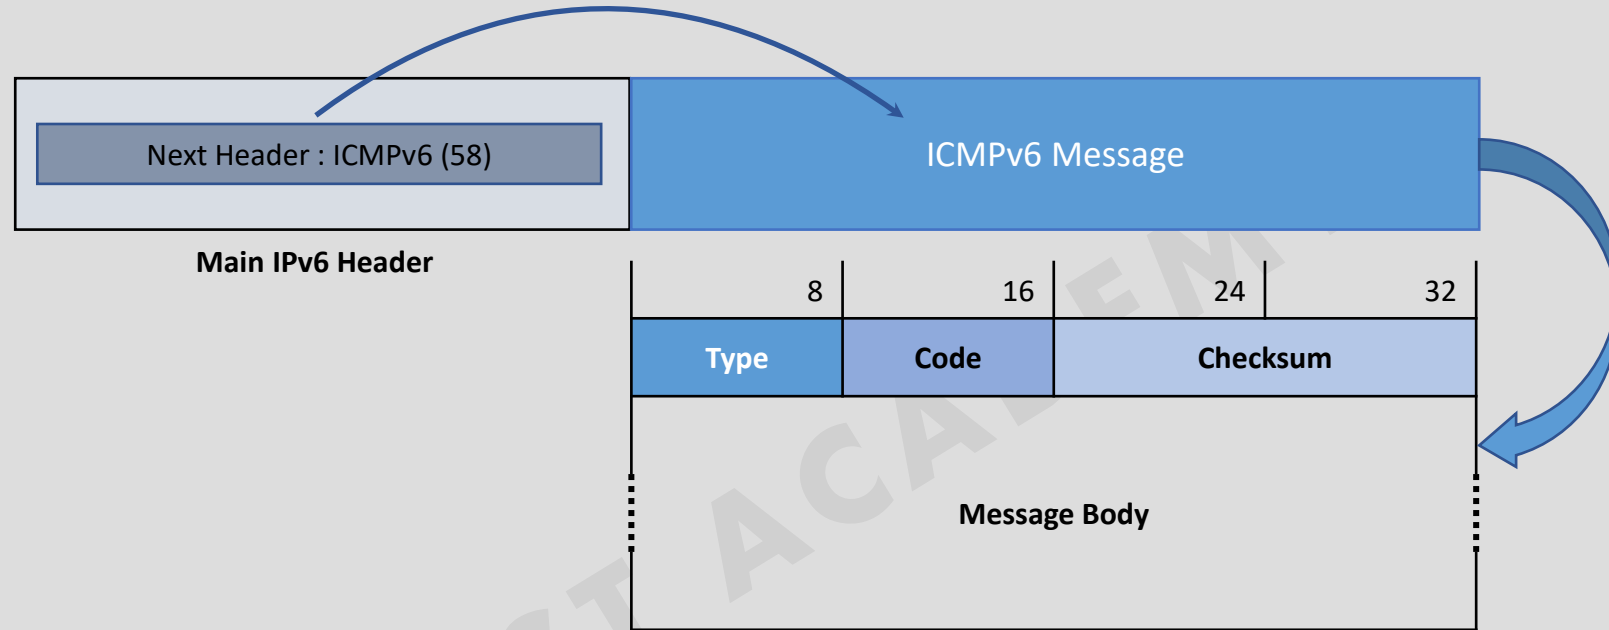 Next Header : ICMPv6 (58)
ICMPv6 Message
Main IPv6 Header
8 16 24 32
Type Code Checksum
Message Body